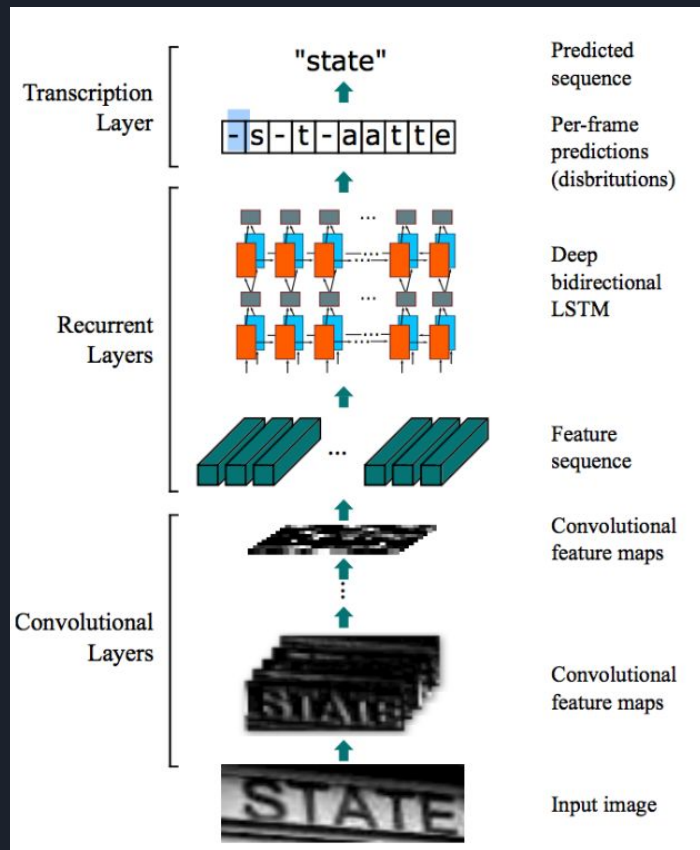 "state"
Predicted
sequence
Transcription
Layer
-s-t-aatte
Per-frame
predictions
(disbritutions)
...
Deep
bidirectional
LSTM
Recurrent
Layers
...
Feature
sequence
Convolutional
feature maps
Convolutional
Layers
STATE
Convolutional
feature maps
STATE
Input image